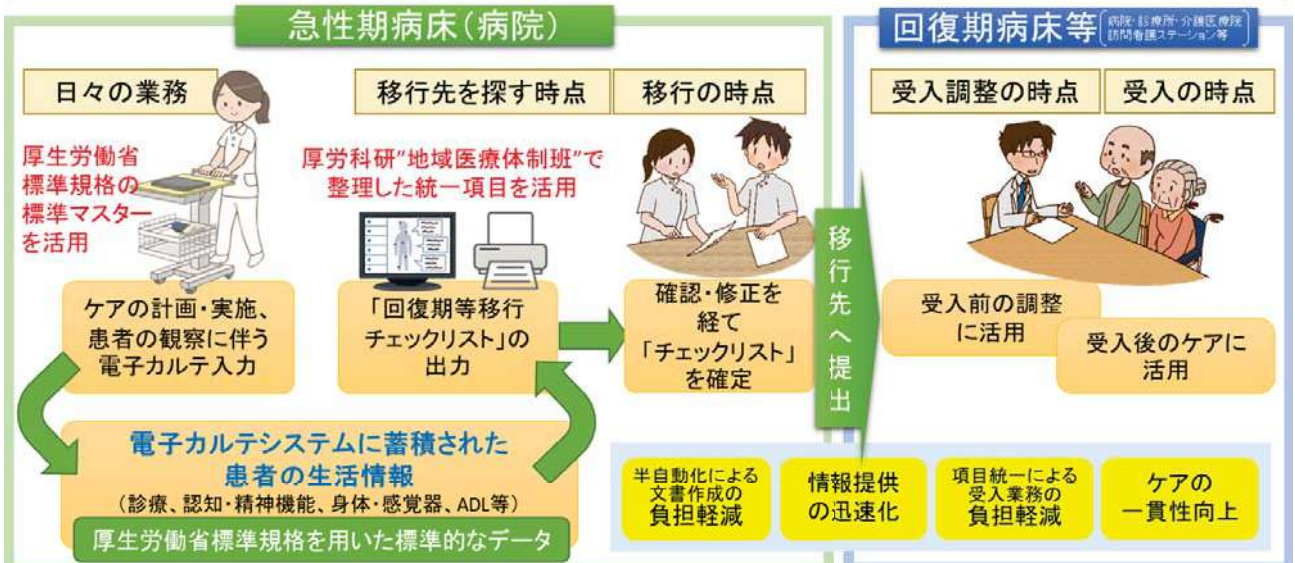 急性期病床(病院)
回復期病床等
病院・診療所・介護医療院
訪問看護ステーション等
日々の業務
移行先を探す時点
移行の時点
受入調整の時点
受入の時点
厚生労働省
標準規格の
標準マスター
を活用
厚労科研"地域医療体制班"で
整理した統一項目を活用
ケアの計画・実施、
患者の観察に伴う
電子カルテ入力
「回復期等移行
チェックリスト」の
出力
確認・修正を
経て
「チェックリスト」
を確定
移行先へ提出
受入前の調整
に活用
受入後のケアに
活用
電子カルテシステムに蓄積された
患者の生活情報
(診療、認知・精神機能、身体・感覚器、ADL等)
厚生労働省標準規格を用いた標準的なデータ
半自動化による
文書作成の
負担軽減
情報提供
の迅速化
項目統一による
受入業務の
負担軽減
ケアの
一貫性向上